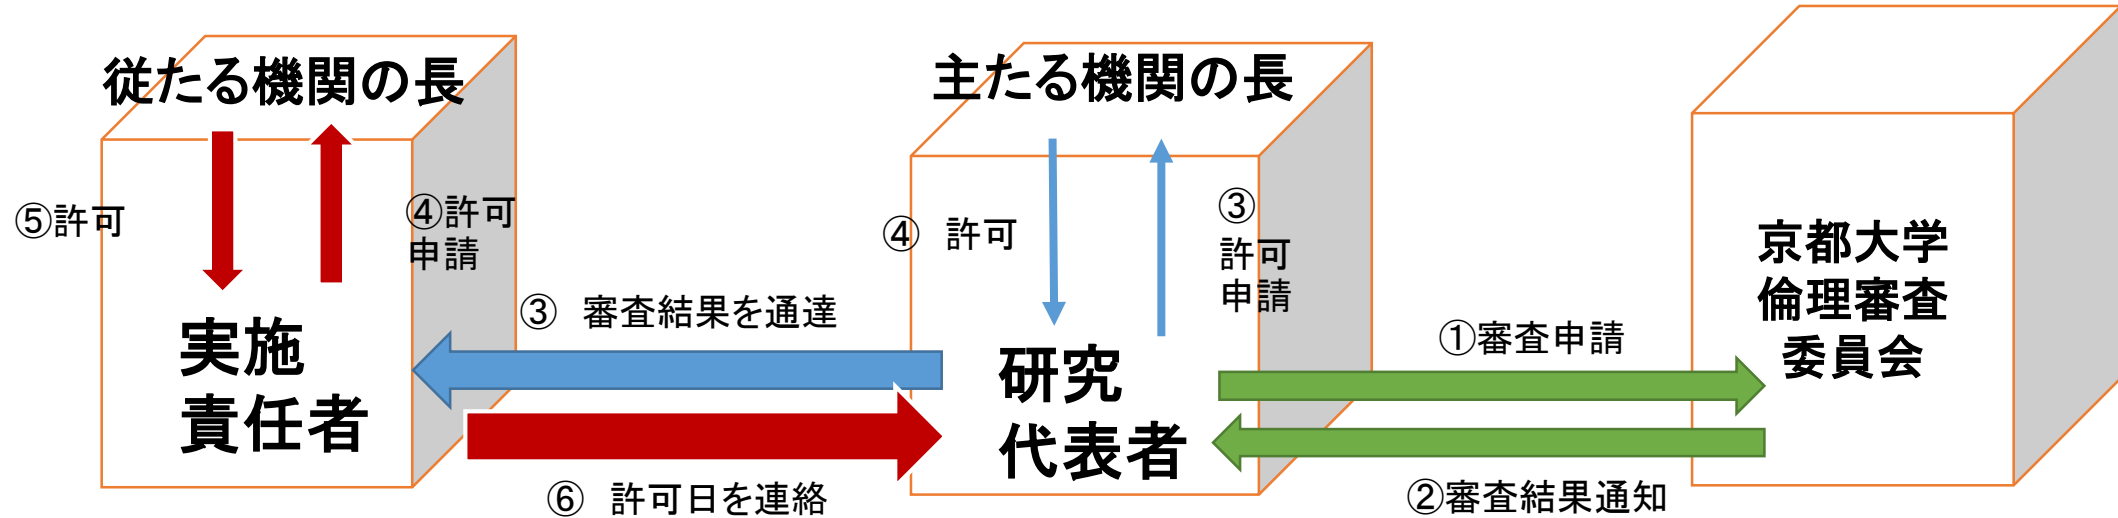 従たる機関の長
⑤許可
④許可
申請
実施
責任者
主たる機関の長
④　許可
③
許可
申請
研究
代表者
③　審査結果を通達
⑥　許可日を連絡
①審査申請
②審査結果通知
京都大学
倫理審査
委員会